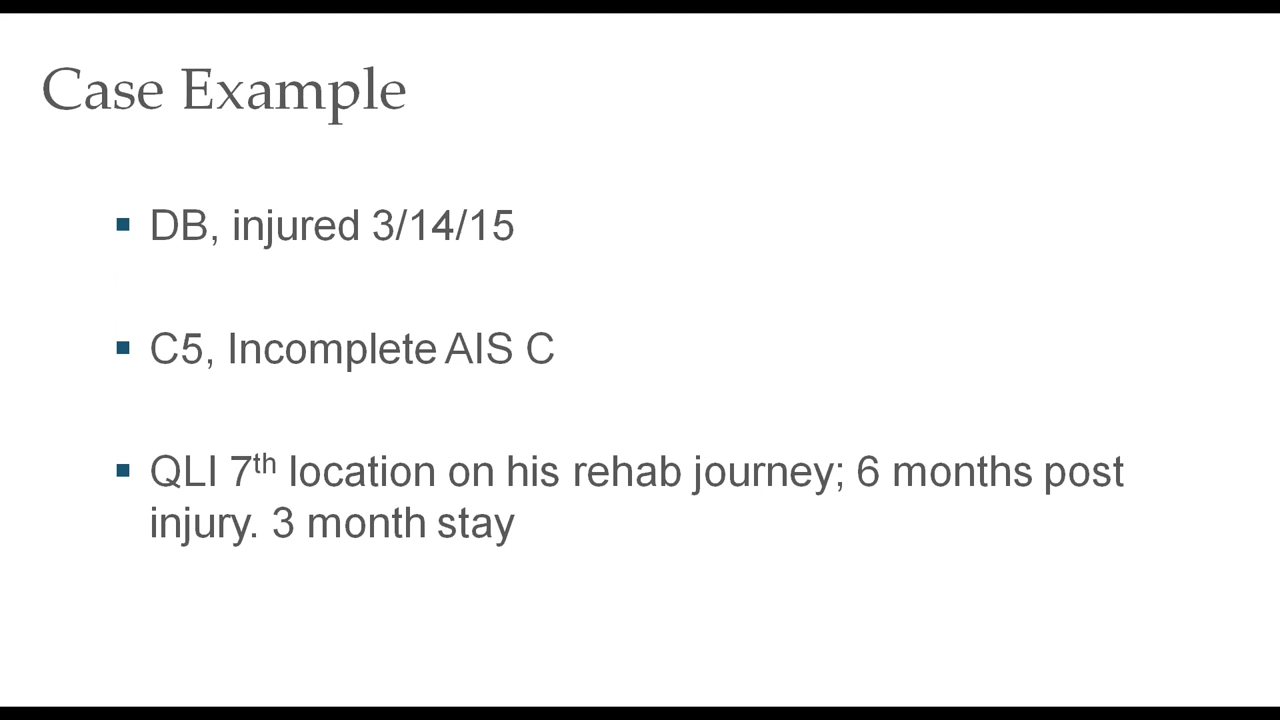 Case Example
▪ DB, injured 3/14/15
▪ C5, Incomplete AIS C
▪ QLI 7th location on his rehab journey; 6 months post
injury. 3 month stay